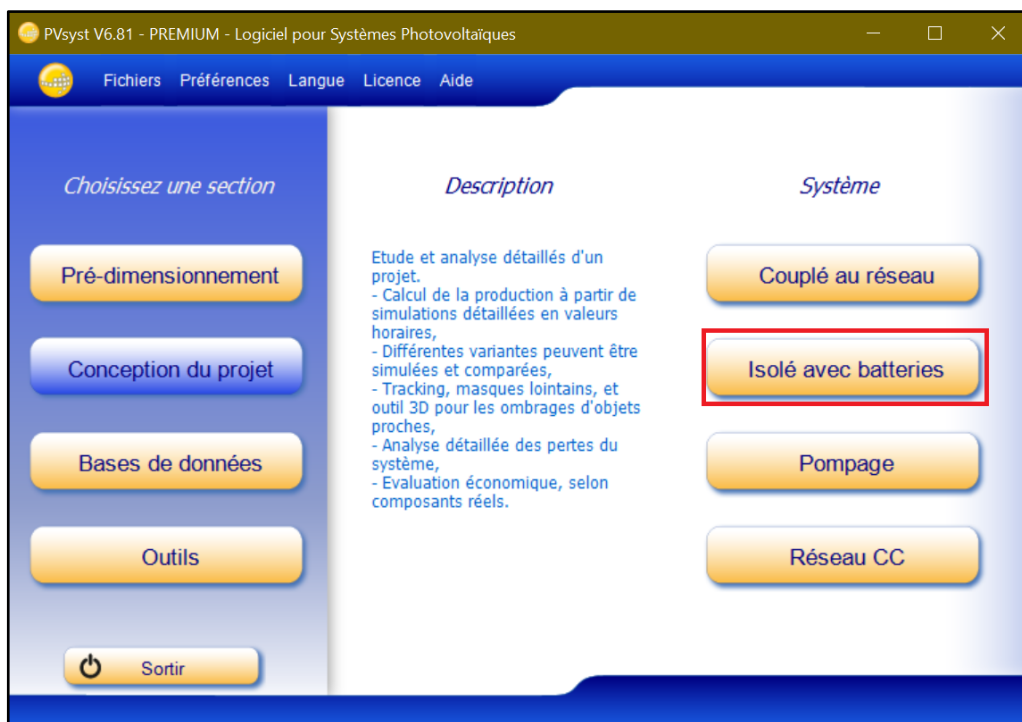 PVsyst V6.81 - PREMIUM - Logiciel pour Systèmes Photovoltaïques
Fichiers Préférences Langue Licence Aide
Choisissez une section
Pré-dimensionnement
Conception du projet
Bases de données
Outils
Sortir
Description
Etude et analyse détaillés d'un
projet.
- Calcul de la production à partir de
simulations détaillées en valeurs
horaires,
- Différentes variantes peuvent être
simulées et comparées,
- Tracking, masques lointains, et
outil 3D pour les ombrages d'objets
proches,
- Analyse détaillée des pertes du
système,
- Evaluation économique, selon
composants réels.
Système
Couplé au réseau
Isolé avec batteries
Pompage
Réseau CC